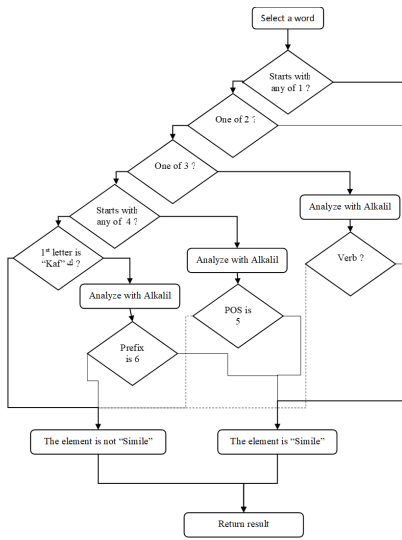 Select a word
Starts with
any of 1 ?
One of 2 ?
One of 3 ?
Starts with
any of 4 ?
Analyze with Alkalil
1st letter is
“Kaf” ك ?
Analyze with Alkalil
Verb ?
Analyze with Alkalil
POS is
5
Prefix
is 6
The element is not “Simile”
The element is “Simile”
Return result